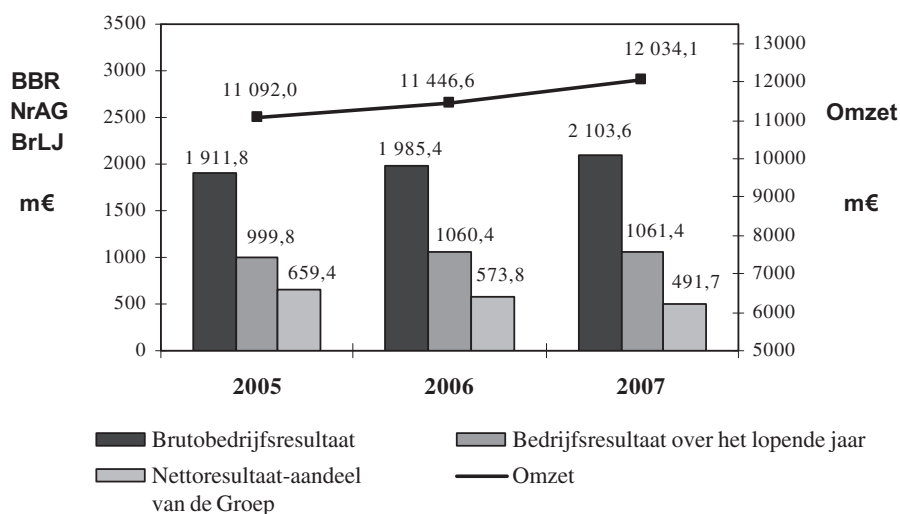 3500
3000
2500
2000
1500
1000
500
0
BBR
NrAG
BrLJ
m€
13000
12000
11000
10000
9000
8000
7000
6000
5000
Omzet
m€
11 092,0
11 446,6
12 034,1
1 911,8
999,8
659,4
1 985,4
1060,4
573,8
2 103,6
1061,4
491,7
2005
2006
2007
Brutobedrijfsresultaat
Bedrijfsresultaat over het lopende jaar
Nettoresultaat-aandeel
van de Groep
Omzet